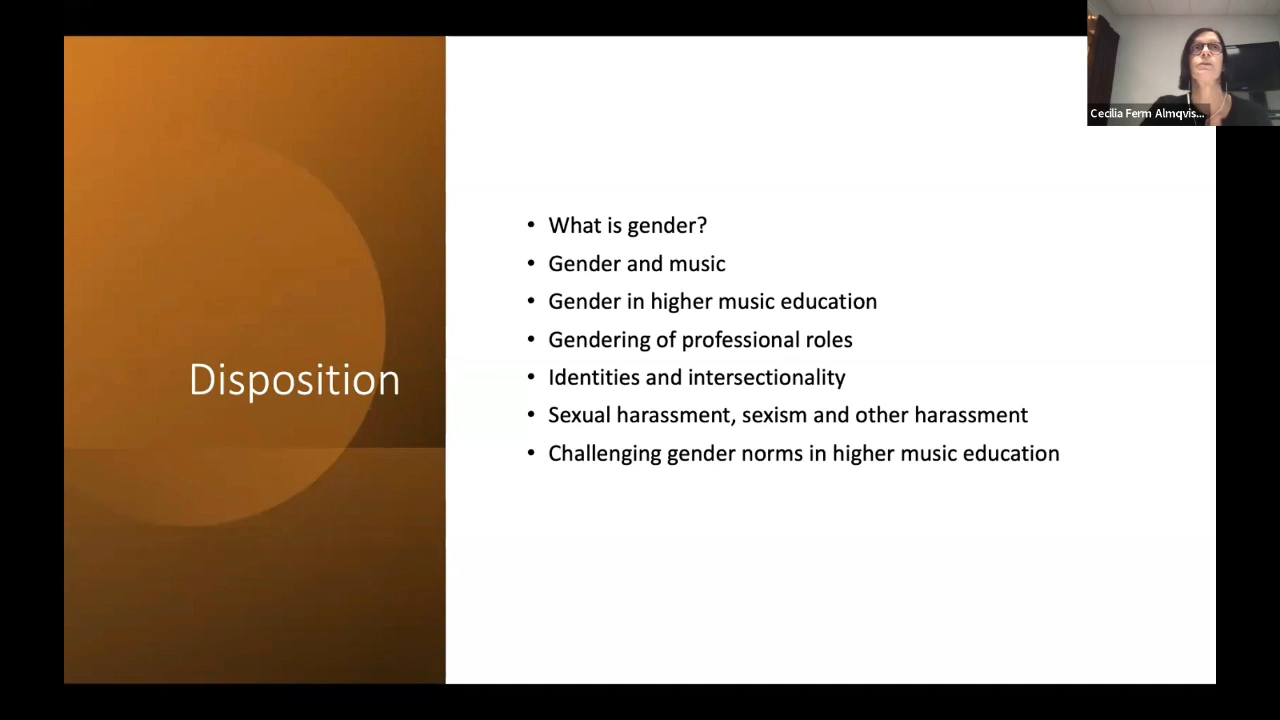 Cecilia Ferm Almqvis...
Disposition
• What is gender?
• Gender and music
• Gender in higher music education
• Gendering of professional roles
• Identities and intersectionality
• Sexual harassment, sexism and other harassment
• Challenging gender norms in higher music education